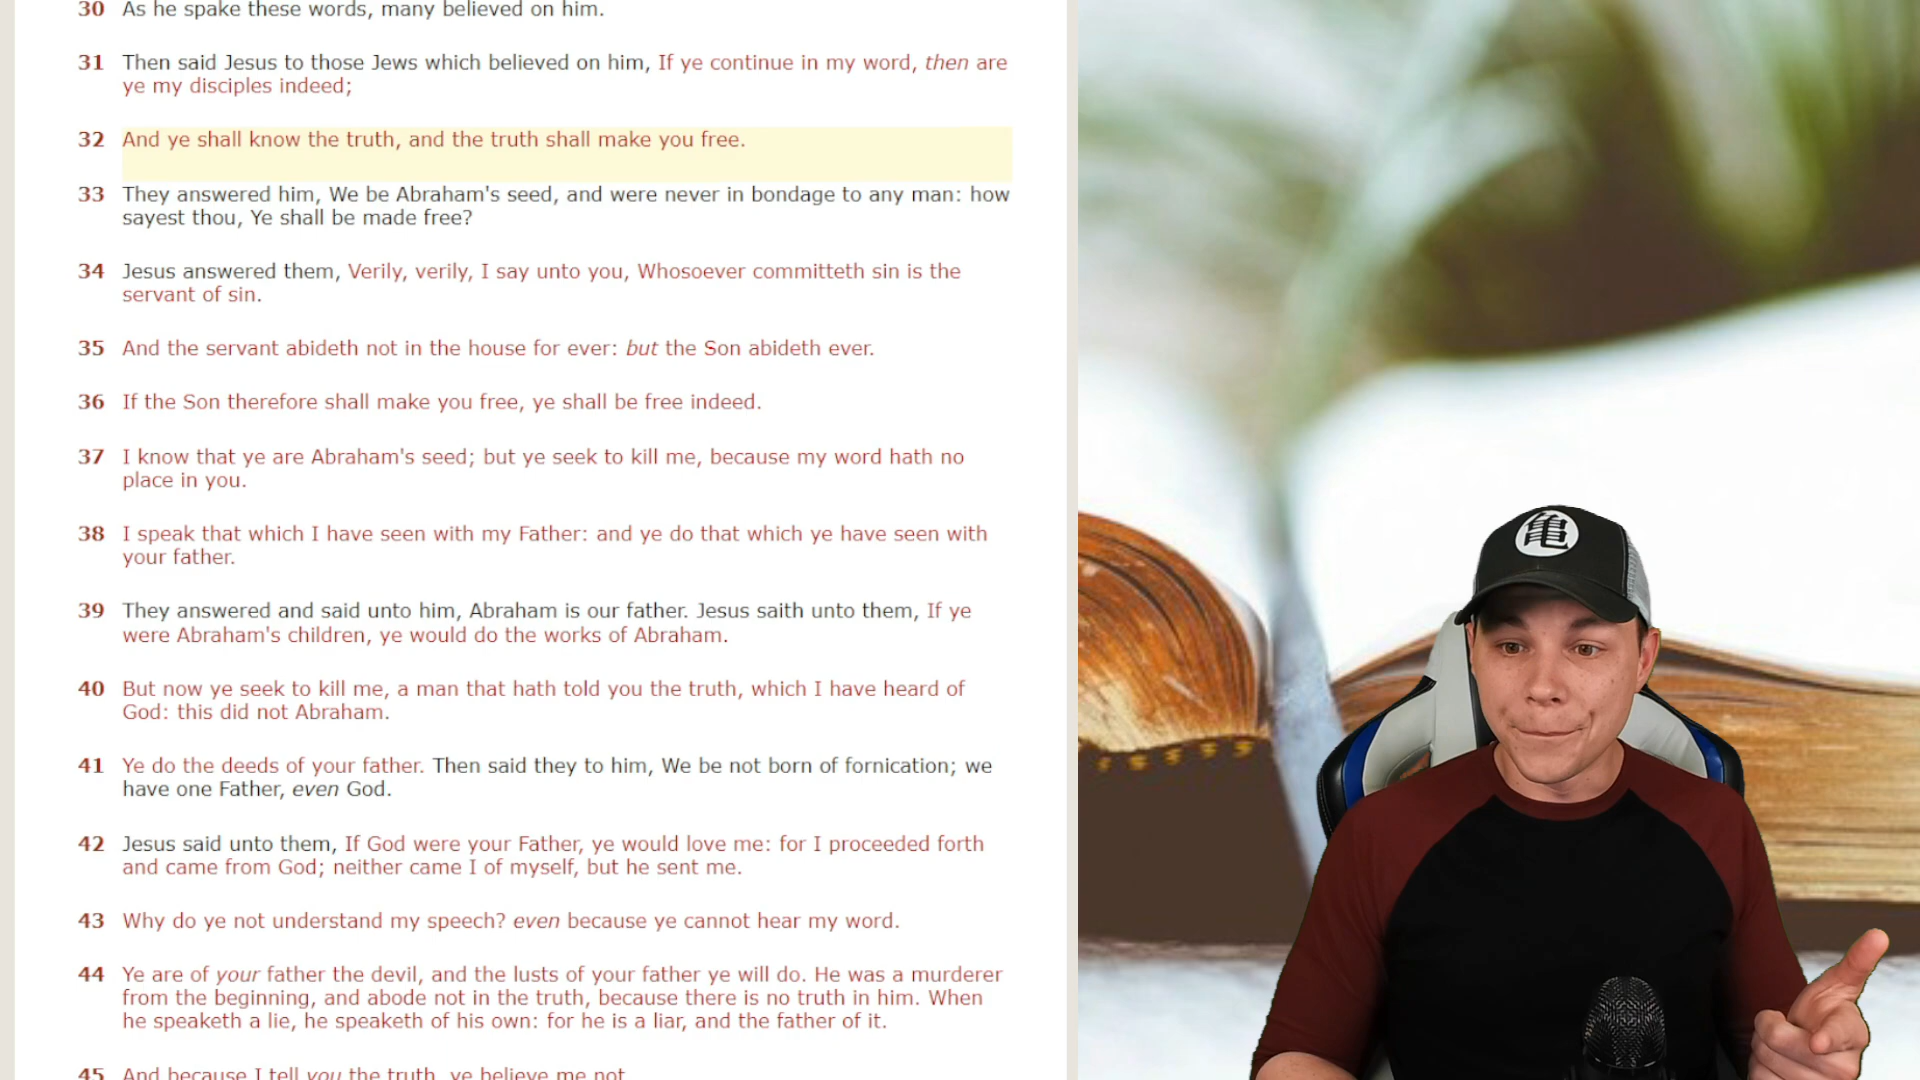 30 As he spake these words, many believed on him.
31 Then said Jesus to those Jews which believed on him, If ye continue in my word, then are
ye my disciples indeed;
32 And ye shall know the truth, and the truth shall make you free.
33 They answered him, We be Abraham's seed, and were never in bondage to any man: how
sayest thou, Ye shall be made free?
34 Jesus answered them, Verily, verily, I say unto you, Whosoever committeth sin is the
servant of sin.
35 And the servant abideth not in the house for ever: but the Son abideth ever.
36 If the Son therefore shall make you free, ye shall be free indeed.
37 I know that ye are Abraham's seed; but ye seek to kill me, because my word hath no
place in you.
38 I speak that which I have seen with my Father: and ye do that which ye have seen with
your father.
39 They answered and said unto him, Abraham is our father. Jesus saith unto them, If ye
were Abraham's children, ye would do the works of Abraham.
40 But now ye seek to kill me, a man that hath told you the truth, which I have heard of
God: this did not Abraham.
41 Ye do the deeds of your father. Then said they to him, We be not born of fornication; we
have one Father, even God.
42 Jesus said unto them, If God were your Father, ye would love me: for I proceeded forth
and came from God; neither came I of myself, but he sent me.
43 Why do ye not understand my speech? even because ye cannot hear my word.
44 Ye are of your father the devil, and the lusts of your father ye will do. He was a murderer
from the beginning, and abode not in the truth, because there is no truth in him. When
he speaketh a lie, he speaketh of his own: for he is a liar, and the father of it.
45 And because I tell you the truth, ye believe me not.
亀